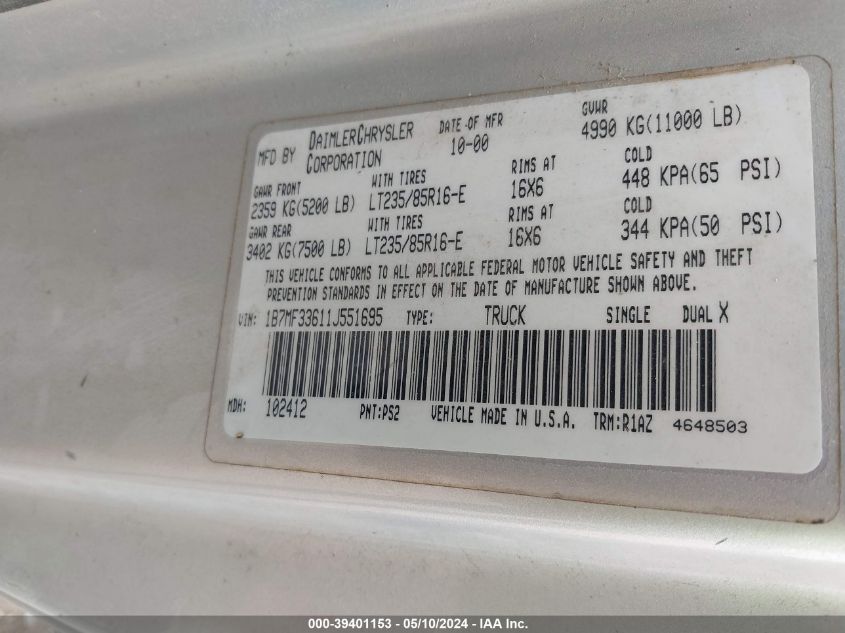 MFD BY DAIMLERCHRYSLER CORPORATION DATE OF MFR 10-00 GVWR 4990 KG(11000 LB)
GAWR FRONT WITH TIRES RIMS AT COLD
2359 KG(5200 LB) LT235/85R16-E 16X6 448 KPA(65 PSI)
GAWR REAR WITH TIRES RIMS AT COLD
3402 KG(7500 LB) LT235/85R16-E 16X6 344 KPA(50 PSI)
THIS VEHICLE CONFORMS TO ALL APPLICABLE FEDERAL MOTOR VEHICLE SAFETY AND THEFT
PREVENTION STANDARDS IN EFFECT ON THE DATE OF MANUFACTURE SHOWN ABOVE.
VIN: 1B7MF33611J551695 TYPE: TRUCK SINGLE DUAL X
MDH: 102412 PNT:PS2 VEHICLE MADE IN U.S.A. TRM:R1AZ 4648503
000-39401153 - 05/10/2024 - IAA Inc.